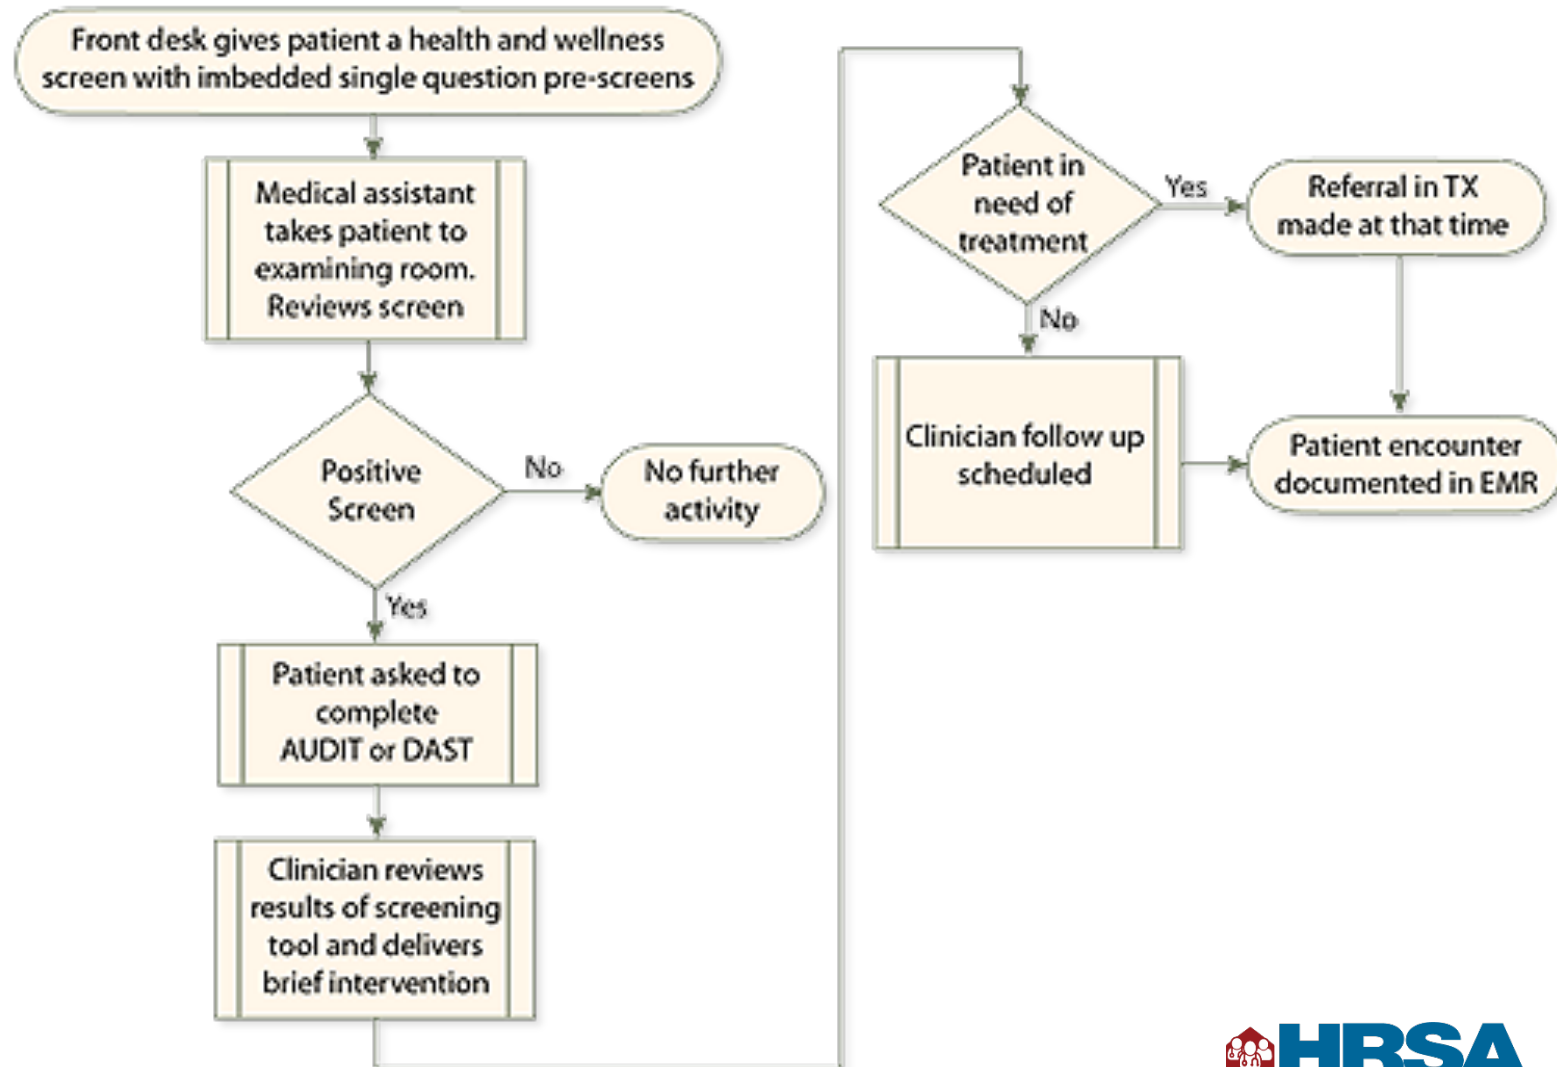 Front desk gives patient a health and wellness
screen with imbedded single question pre-screens
Medical assistant
takes patient to
examining room.
Reviews screen
Positive
Screen
No
No further
activity
Yes
Patient asked to
complete
AUDIT or DAST
Clinician reviews
results of screening
tool and delivers
brief intervention
Patient in
need of
treatment
Yes
Referral in TX
made at that time
No
Clinician follow up
scheduled
Patient encounter
documented in EMR
HRSA